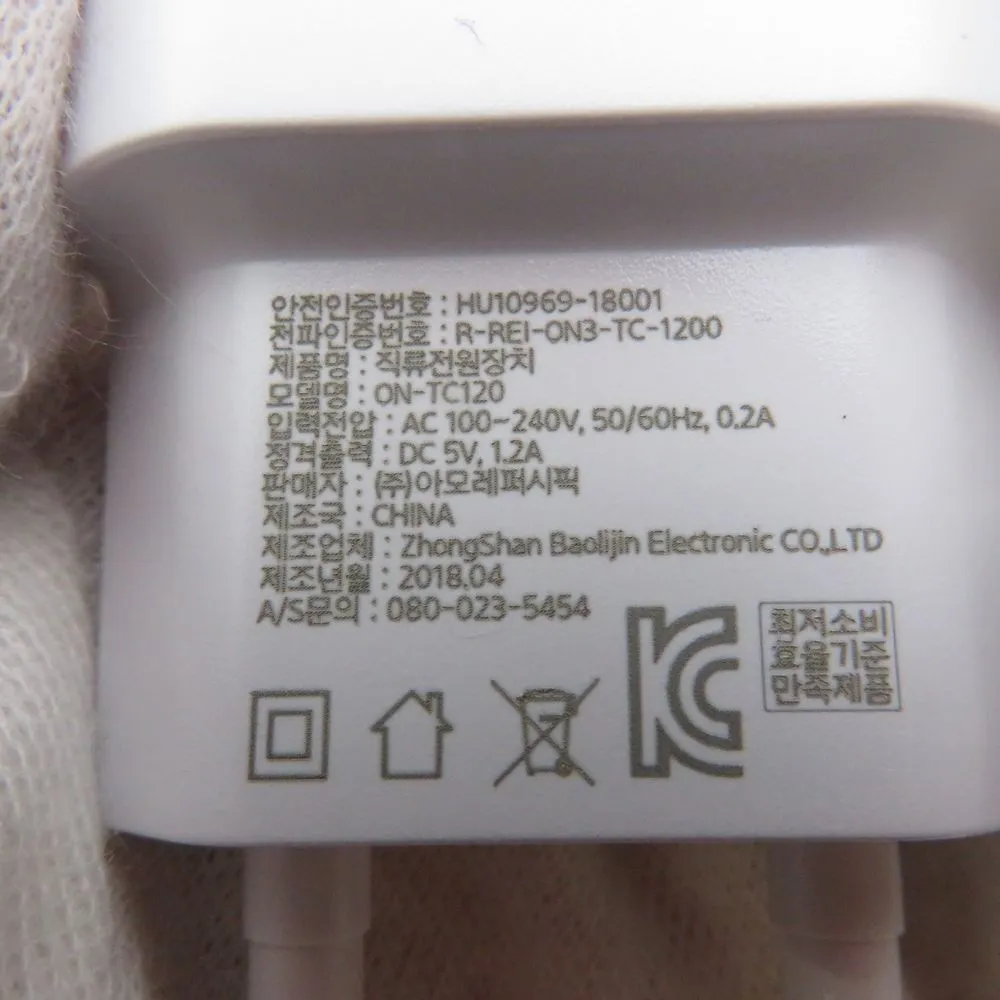 안전인증번호 : HU10969-18001
전파인증번호 : R-REI-ON3-TC-1200
제품명 : 직류전원장치
모델명 : ON-TC120
입력전압 : AC 100~240V, 50/60Hz, 0.2A
정격출력 : DC 5V, 1.2A
판매자 : (주)아모레퍼시픽
제조국 : CHINA
제조업체 : ZhongShan Baolijin Electronic CO.,LTD
제조년월 : 2018.04
A/S문의 : 080-023-5454
최저소비
효율기준
만족제품